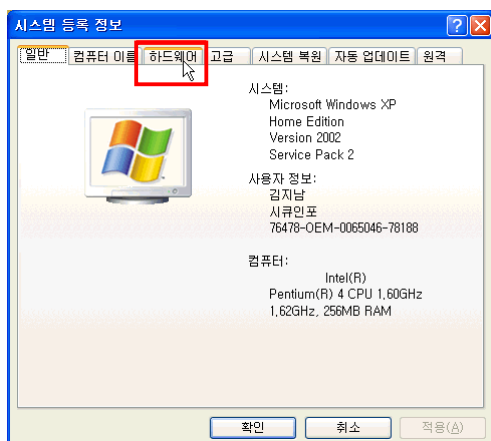 시스템 등록 정보
일반 컴퓨터 이름 하드웨어 고급 시스템 복원 자동 업데이트 원격
시스템:
Microsoft Windows XP
Home Edition
Version 2002
Service Pack 2
사용자 정보:
김지남
시큐인포
76478-OEM-0065046-78188
컴퓨터:
Intel(R)
Pentium(R) 4 CPU 1,60GHz
1,62GHz, 256MB RAM
확인 취소 적용(A)